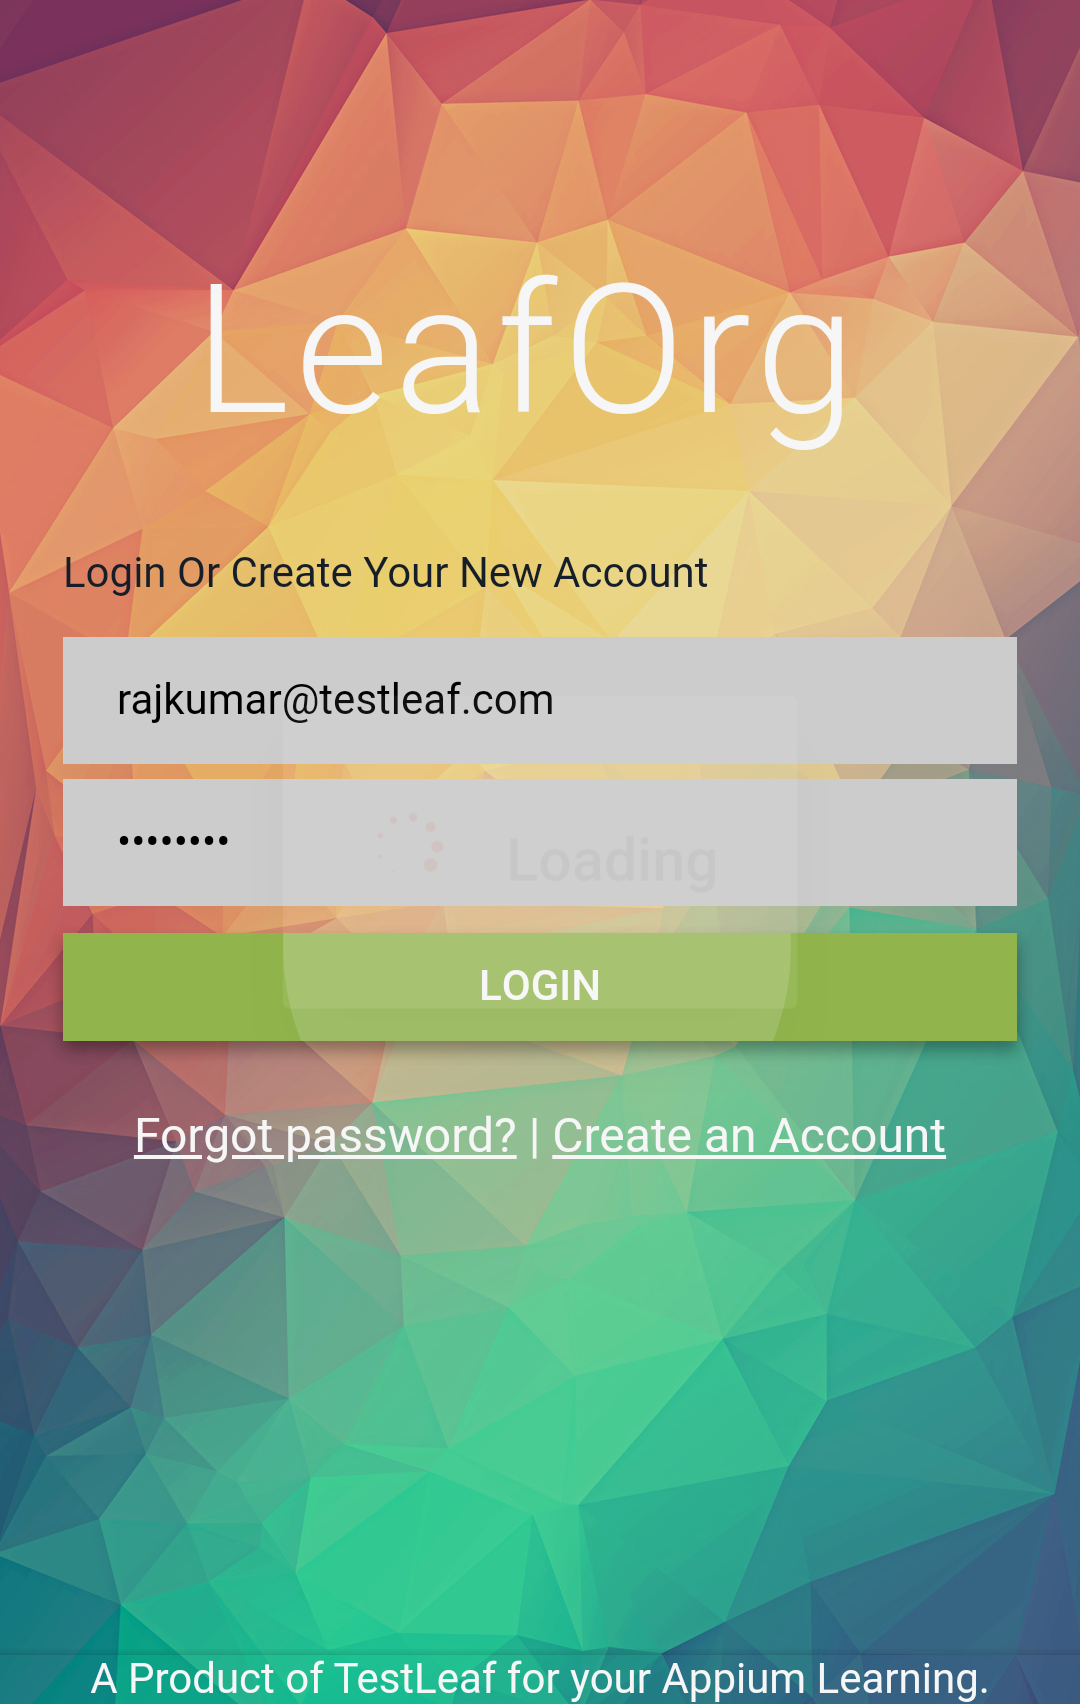 LeafOrg
Login Or Create Your New Account
rajkumar@testleaf.com
••••••••
Loading
LOGIN
Forgot password? | Create an Account
A Product of TestLeaf for your Appium Learning.